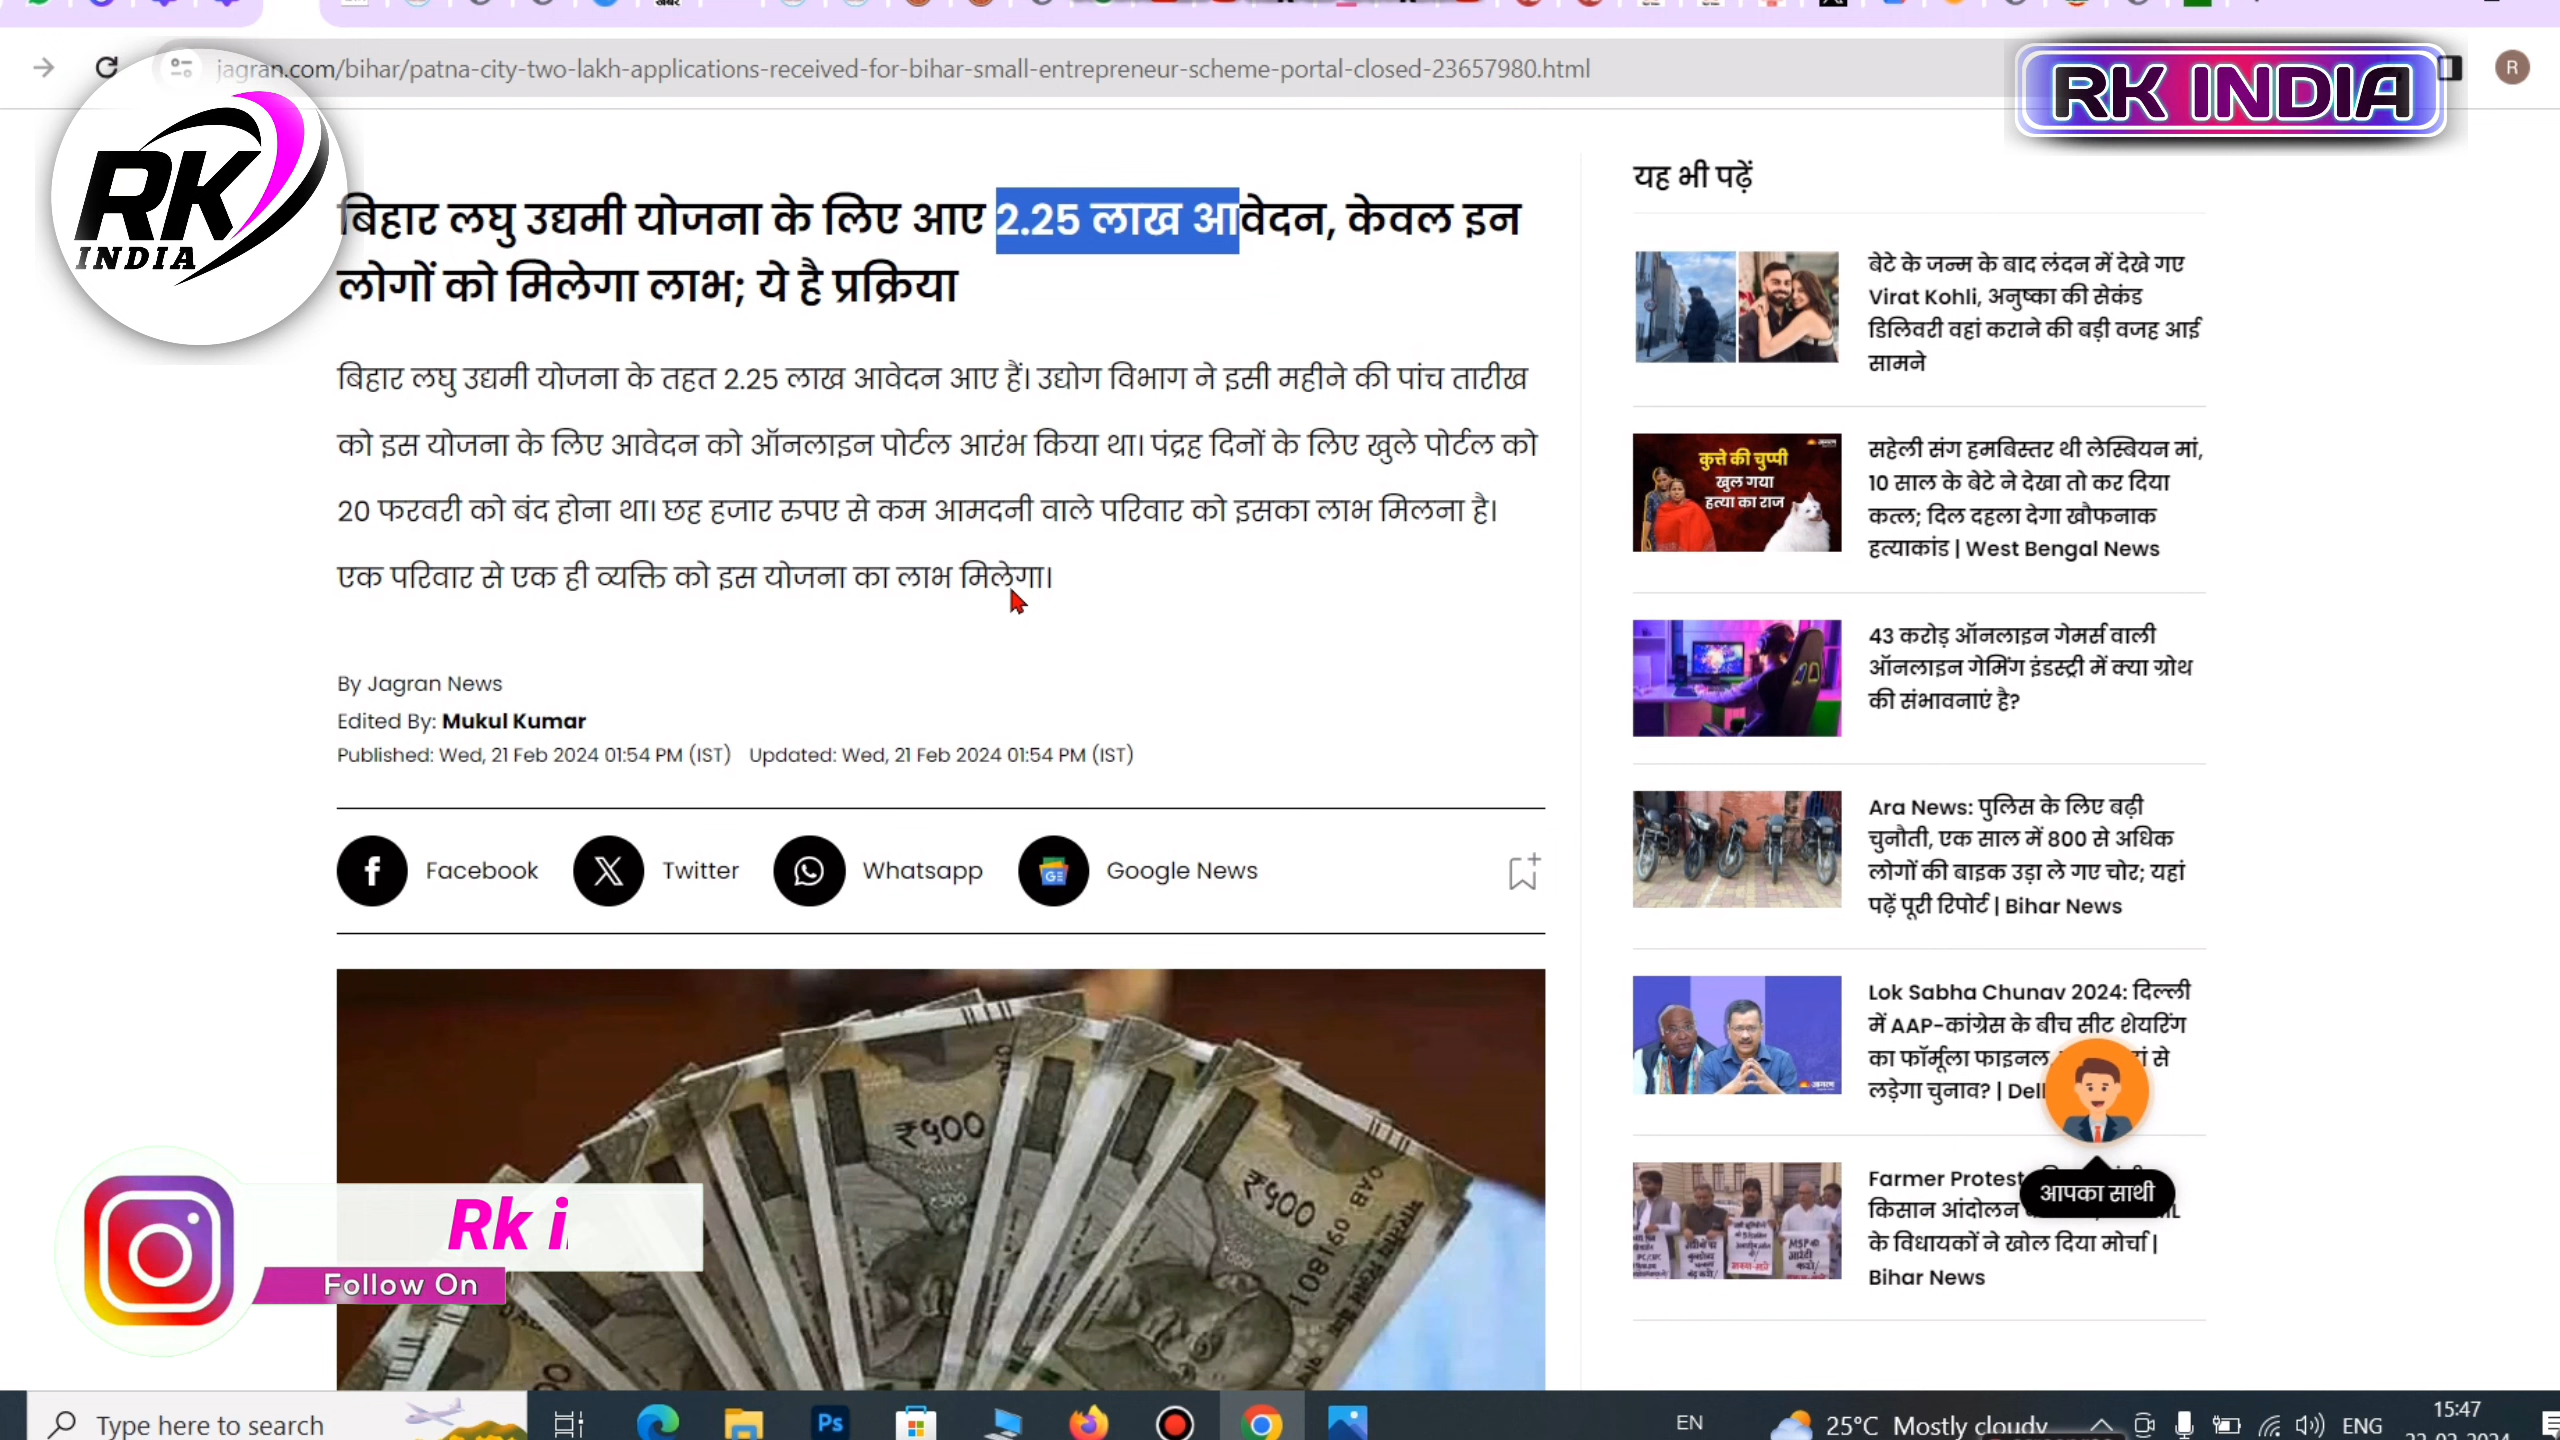 jagran.com/bihar/patna-city-two-lakh-applications-received-for-bihar-small-entrepreneur-scheme-portal-closed-23657980.html
R
RK INDIA
RK
INDIA
बिहार लघु उद्यमी योजना के लिए आए 2.25 लाख आवेदन, केवल इन
लोगों को मिलेगा लाभ; ये है प्रक्रिया
बिहार लघु उद्यमी योजना के तहत 2.25 लाख आवेदन आए हैं। उद्योग विभाग ने इसी महीने की पांच तारीख
को इस योजना के लिए आवेदन को ऑनलाइन पोर्टल आरंभ किया था। पंद्रह दिनों के लिए खुले पोर्टल को
20 फरवरी को बंद होना था। छह हजार रुपए से कम आमदनी वाले परिवार को इसका लाभ मिलना है।
एक परिवार से एक ही व्यक्ति को इस योजना का लाभ मिलेगा।
By Jagran News
Edited By: Mukul Kumar
Published: Wed, 21 Feb 2024 01:54 PM (IST) Updated: Wed, 21 Feb 2024 01:54 PM (IST)
Facebook
Twitter
Whatsapp
Google News
₹५00
₹५00
0AB 091801
Rk i
Follow On
यह भी पढ़ें
बेटे के जन्म के बाद लंदन में देखे गए
Virat Kohli, अनुष्का की सेकंड
डिलिवरी वहां कराने की बड़ी वजह आई
सामने
कुत्ते की चुप्पी
खुल गया
हत्या का राज
सहेली संग हमबिस्तर थी लेस्बियन मां,
10 साल के बेटे ने देखा तो कर दिया
कत्ल; दिल दहला देगा खौफनाक
हत्याकांड | West Bengal News
43 करोड़ ऑनलाइन गेमर्स वाली
ऑनलाइन गेमिंग इंडस्ट्री में क्या ग्रोथ
की संभावनाएं है?
Ara News: पुलिस के लिए बढ़ी
चुनौती, एक साल में 800 से अधिक
लोगों की बाइक उड़ा ले गए चोर; यहां
पढ़ें पूरी रिपोर्ट | Bihar News
Lok Sabha Chunav 2024: दिल्ली
में AAP-कांग्रेस के बीच सीट शेयरिंग
का फॉर्मूला फाइनल से
लड़ेगा चुनाव? |
Farmer Protest
किसान आंदोलन
के विधायकों ने खोल दिया मोर्चा |
Bihar News
आपका साथी
Type here to search
Ps
EN
25°C Mostly cloudy
ENG
15:47